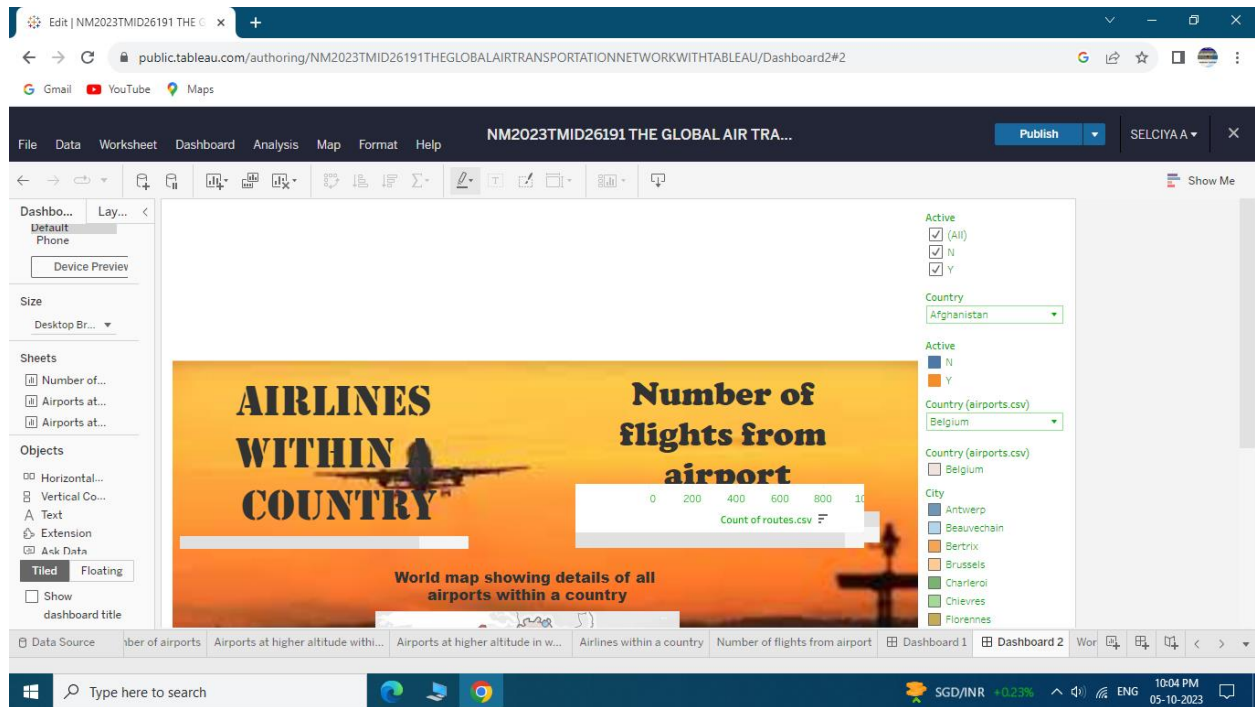 Edit | NM2023TMID26191 THE G
public.tableau.com/authoring/NM2023TMID26191THEGLOBALAIRTRANSPORTATIONNETWORKWITHTABLEAU/Dashboard2#2
Gmail YouTube Maps
File Data Worksheet Dashboard Analysis Map Format Help
NM2023TMID26191 THE GLOBAL AIR TRA...
Publish
SELCIYA A
Show Me
Dashbo... Lay...
Default
Phone
Device Preview
Size
Desktop Br...
Sheets
Number of...
Airports at...
Airports at...
Objects
Horizontal...
Vertical Co...
Text
Extension
Ask Data
Tiled Floating
Show
dashboard title
AIRLINES
WITHIN A
COUNTRY
Number of
flights from
airport
0 200 400 600 800
Count of routes.csv
World map showing details of all
airports within a country
Active
(All)
N
Y
Country
Afghanistan
Active
N
Y
Country (airports.csv)
Belgium
Country (airports.csv)
Belgium
City
Antwerp
Beauvechain
Bertrix
Brussels
Charleroi
Chievres
Florennes
Data Source nber of airports Airports at higher altitude withi... Airports at higher altitude in w... Airlines within a country Number of flights from airport Dashboard 1 Dashboard 2 Wor
Type here to search
SGD/INR +0.23%
ENG
10:04 PM
05-10-2023